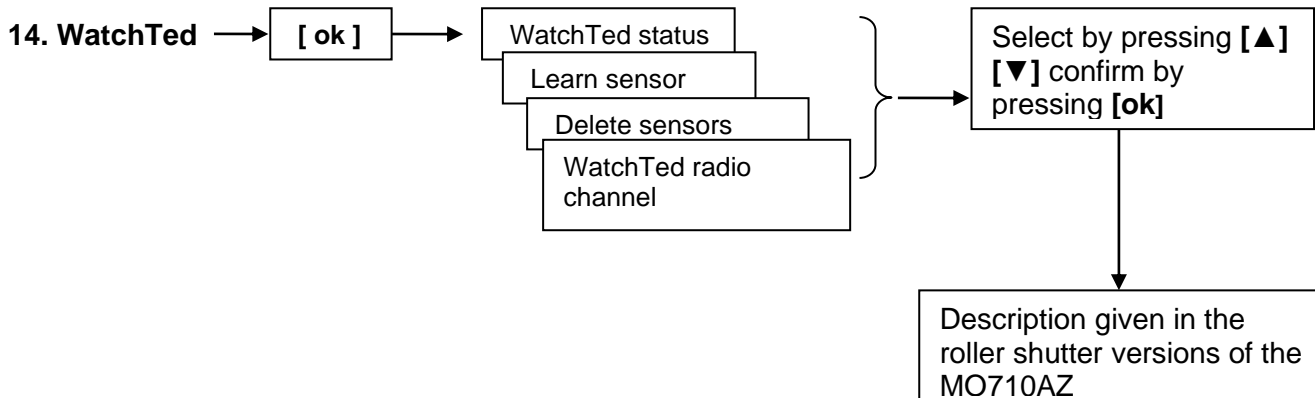 14. WatchTed
[ ok ]
WatchTed status
Learn sensor
Delete sensors
WatchTed radio
channel
Select by pressing [▲]
[▼] confirm by
pressing [ok]
Description given in the
roller shutter versions of the
MO710AZ